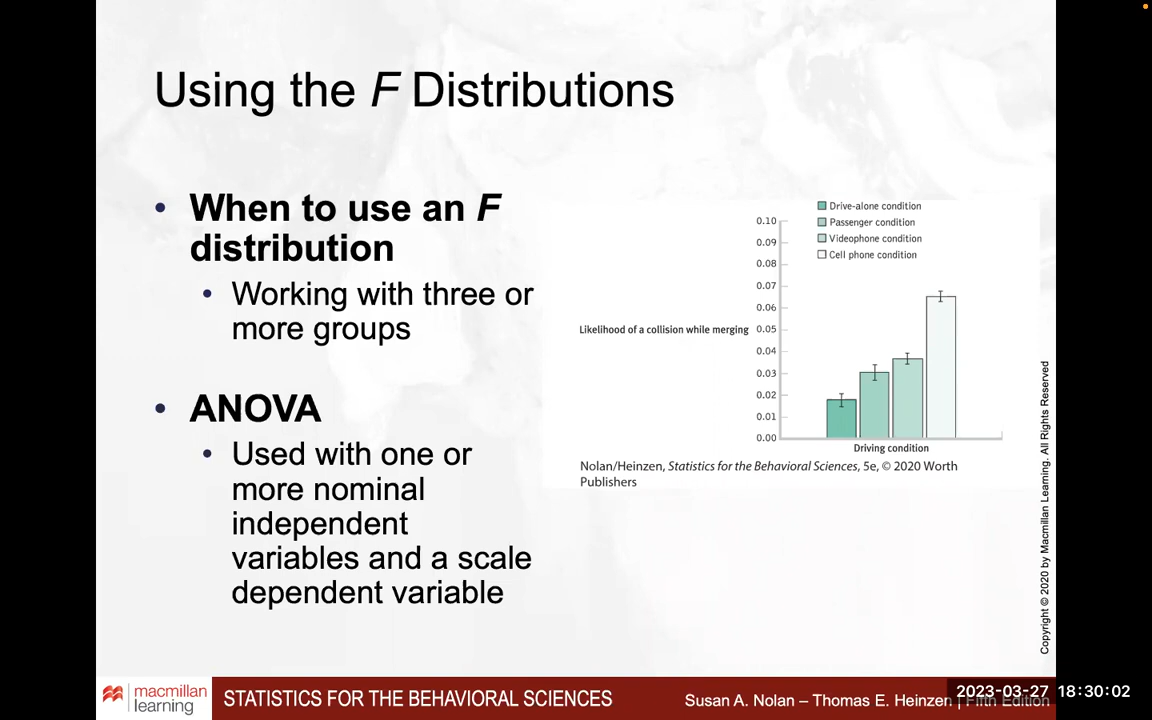 Using the F Distributions
• When to use an F
distribution
• Working with three or
more groups
• ANOVA
• Used with one or
more nominal
independent
variables and a scale
dependent variable
Drive-alone condition
Passenger condition
Videophone condition
Cell phone condition
0.10
0.09
0.08
0.07
0.06
0.05
0.04
0.03
0.02
0.01
0.00
Likelihood of a collision while merging
Driving condition
Nolan/Heinzen, Statistics for the Behavioral Sciences, 5e, © 2020 Worth
Publishers
Copyright © 2020 by Macmillan Learning. All Rights Reserved
macmillan
learning
STATISTICS FOR THE BEHAVIORAL SCIENCES
Susan A. Nolan – Thomas E. Heinzen | Fifth Edition
2023-03-27 18:30:02